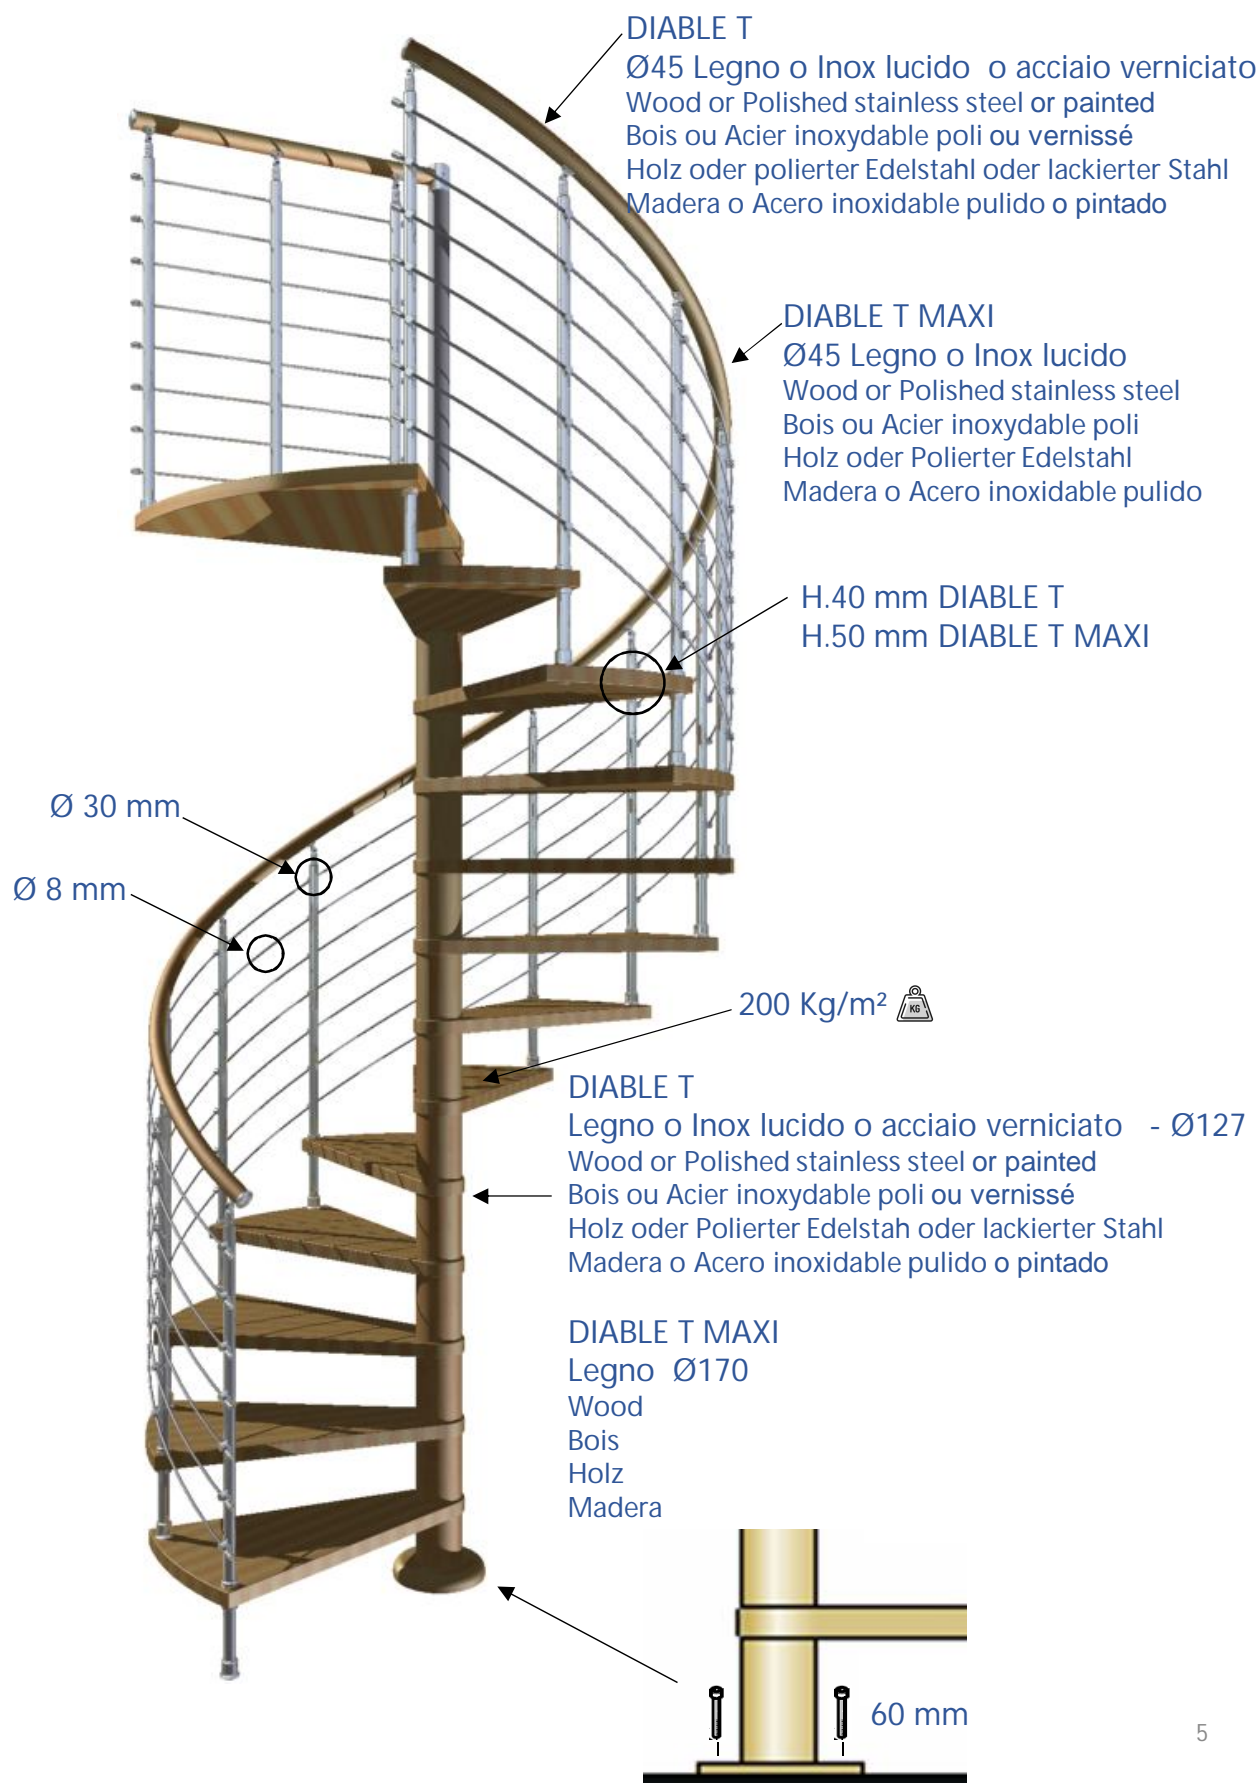 DIABLE T
Ø45 Legno o Inox lucido o acciaio verniciato
Wood or Polished stainless steel or painted
Bois ou Acier inoxydable poli ou vernissé
Holz oder polierter Edelstahl oder lackierter Stahl
Madera o Acero inoxidable pulido o pintado
DIABLE T MAXI
Ø45 Legno o Inox lucido
Wood or Polished stainless steel
Bois ou Acier inoxydable poli
Holz oder Polierter Edelstahl
Madera o Acero inoxidable pulido
H.40 mm DIABLE T
H.50 mm DIABLE T MAXI
Ø 30 mm
Ø 8 mm
200 Kg/m² KG
DIABLE T
Legno o Inox lucido o acciaio verniciato - Ø127
Wood or Polished stainless steel or painted
Bois ou Acier inoxydable poli ou vernissé
Holz oder Polierter Edelstah oder lackierter Stahl
Madera o Acero inoxidable pulido o pintado
DIABLE T MAXI
Legno Ø170
Wood
Bois
Holz
Madera
60 mm
5